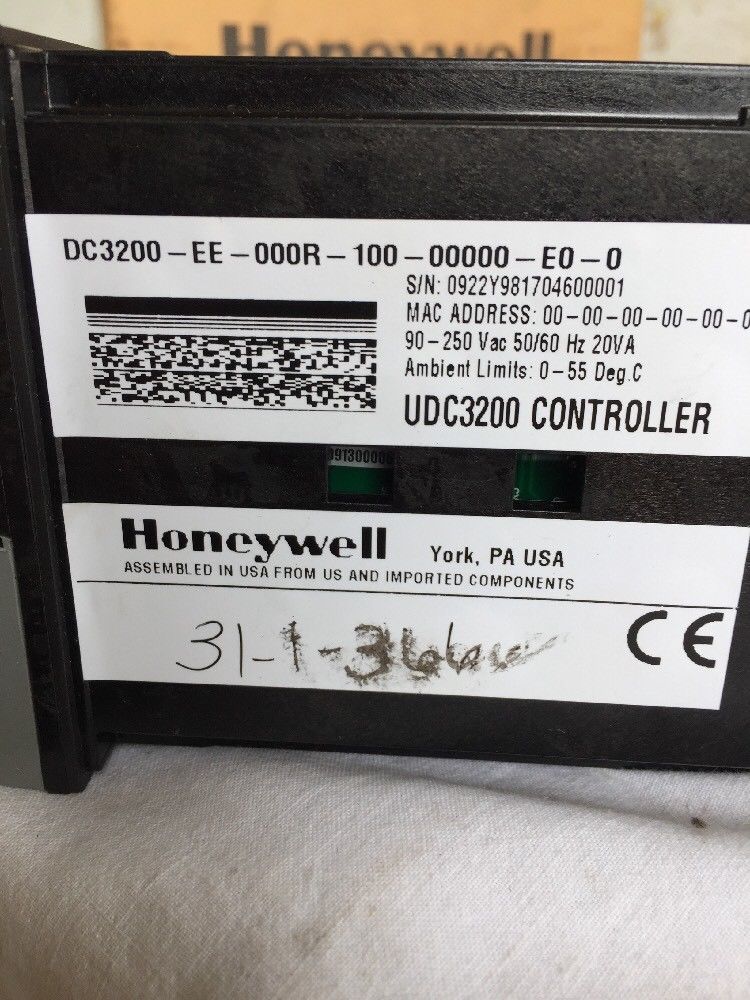 Honeywell
DC3200-EE-000R-100-00000-E0-0
S/N: 0922Y981704600001
MAC ADDRESS: 00-00-00-00-00-0
90-250 Vac 50/60 Hz 20VA
Ambient Limits: 0-55 Deg.C
UDC3200 CONTROLLER
Honeywell York, PA USA
ASSEMBLED IN USA FROM US AND IMPORTED COMPONENTS
31-1- CE